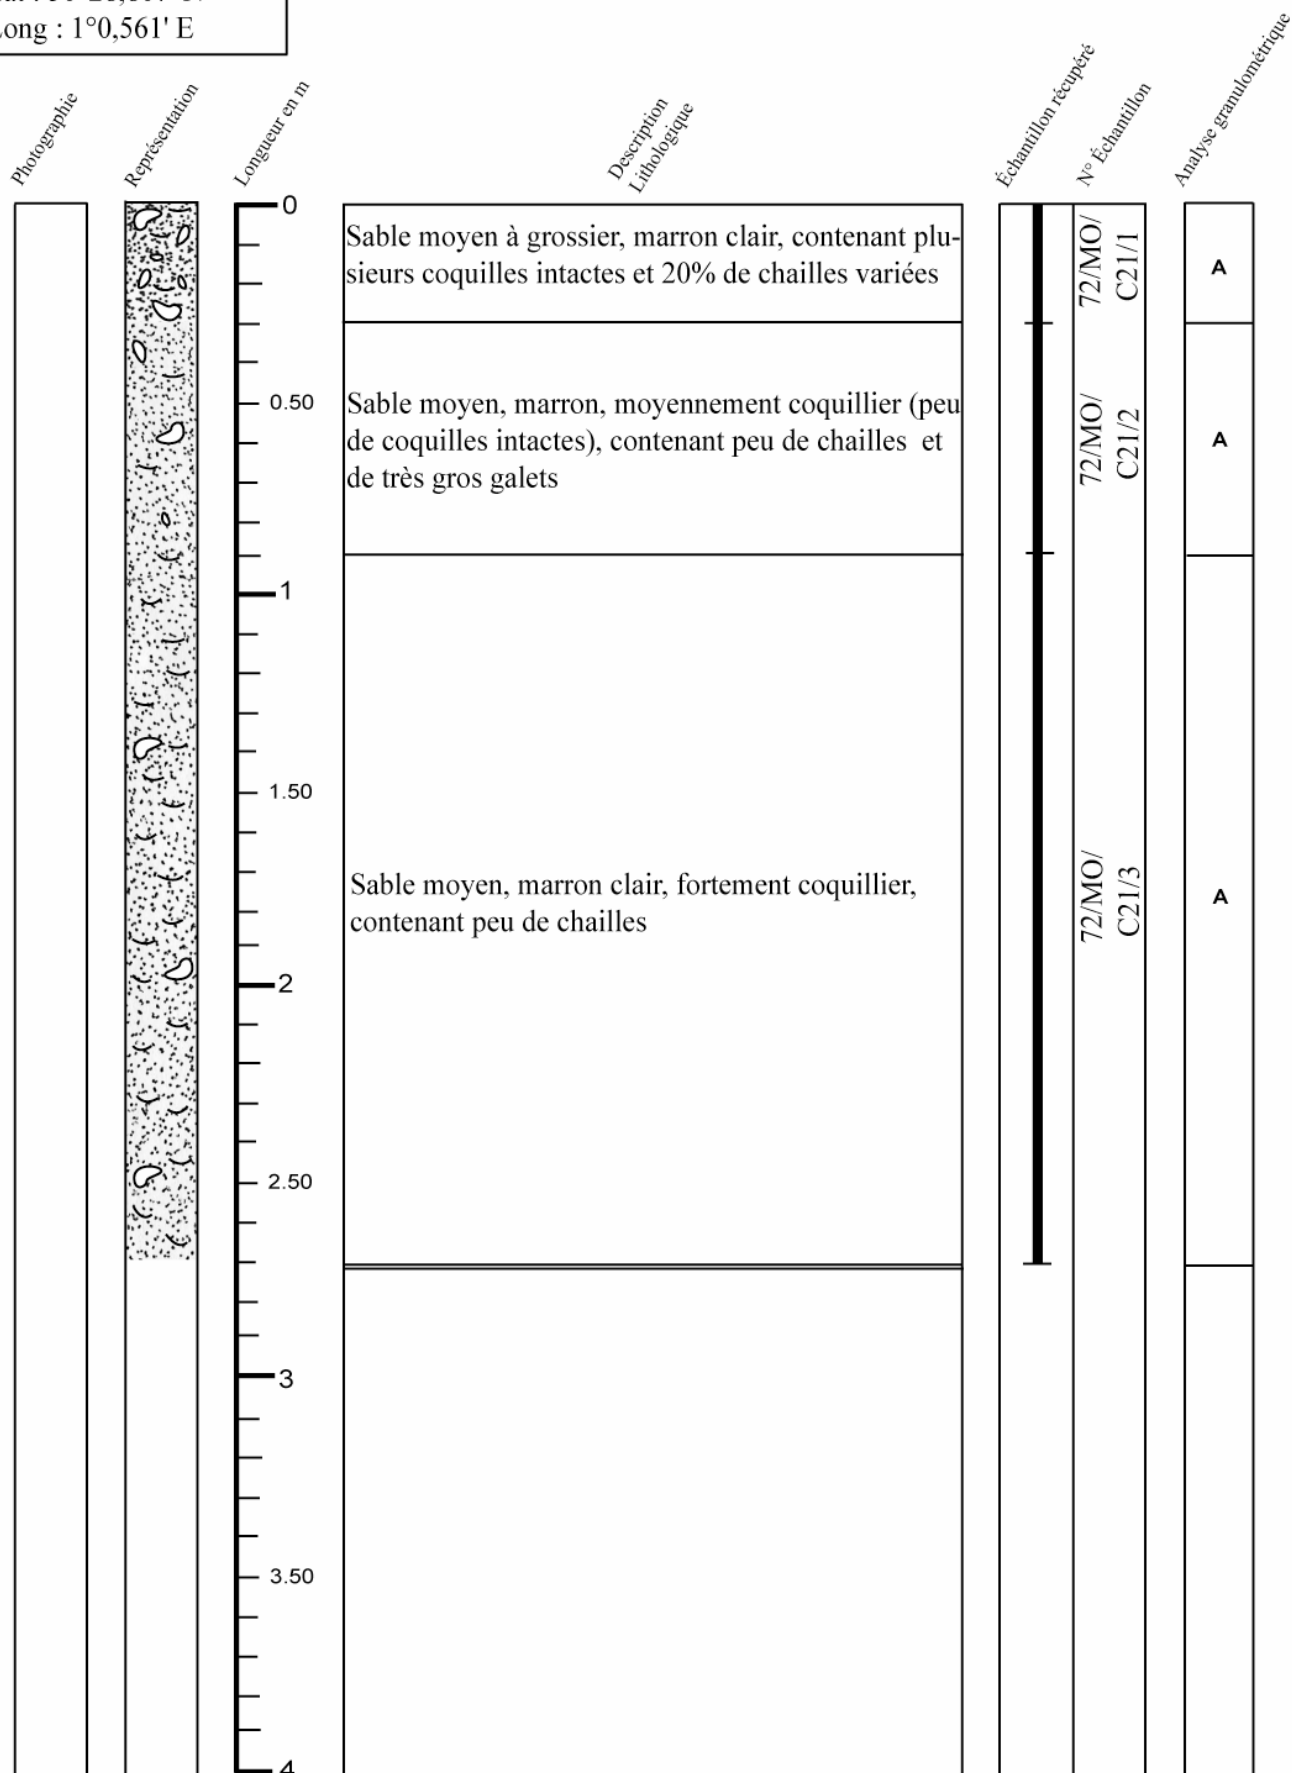 Long : 1°0,561' E
Photographie
Représentation
Longueur en m
Description
Lithologique
Échantillon récupéré
N° Échantillon
Analyse granulométrique
0
Sable moyen à grossier, marron clair, contenant plu-
sieurs coquilles intactes et 20% de chailles variées
72/MO/
C21/1
A
0.50
Sable moyen, marron, moyennement coquillier (peu
de coquilles intactes), contenant peu de chailles et
de très gros galets
72/MO/
C21/2
A
1
1.50
Sable moyen, marron clair, fortement coquillier,
contenant peu de chailles
72/MO/
C21/3
A
2
2.50
3
3.50
4